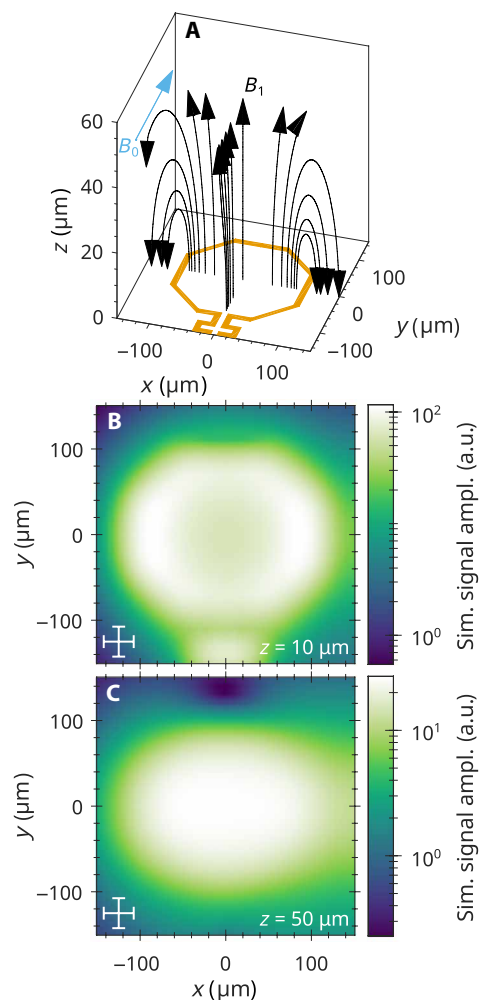 A
B₁
B₀
60
40
20
0
z (µm)
−100
0
100
x (µm)
100
0
−100
y (µm)
B
100
0
−100
y (µm)
z = 10 µm
10²
10⁰
Sim. signal ampl. (a.u.)
C
100
0
−100
y (µm)
z = 50 µm
10¹
10⁰
Sim. signal ampl. (a.u.)
−100
0
100
x (µm)